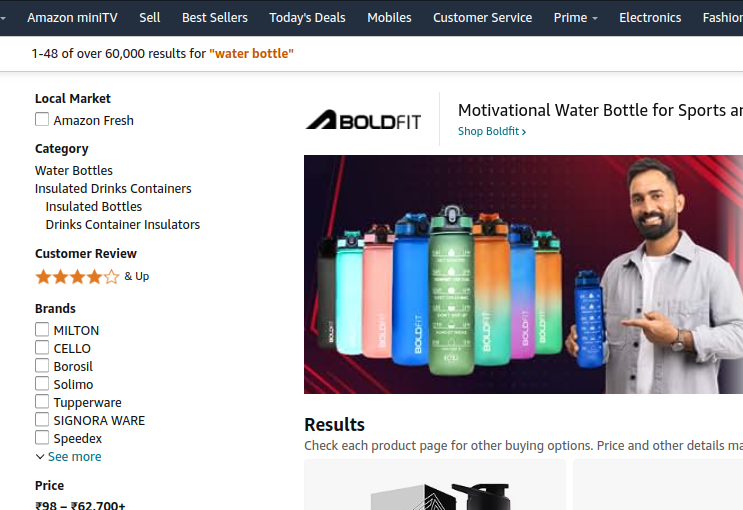 Amazon miniTV Sell Best Sellers Today's Deals Mobiles Customer Service Prime Electronics Fashion
1-48 of over 60,000 results for "water bottle"
Local Market
Amazon Fresh
Category
Water Bottles
Insulated Drinks Containers
Insulated Bottles
Drinks Container Insulators
Customer Review
& Up
Brands
MILTON
CELLO
Borosil
Solimo
Tupperware
SIGNORA WARE
Speedex
See more
Price
₹98 – ₹62,700+
BOLDFIT
Motivational Water Bottle for Sports
Shop Boldfit ›
BOLDFIT
BOLDFIT
BOLDFIT
BOLDFIT
BOLDFIT
BOLDFIT
Results
Check each product page for other buying options. Price and other details